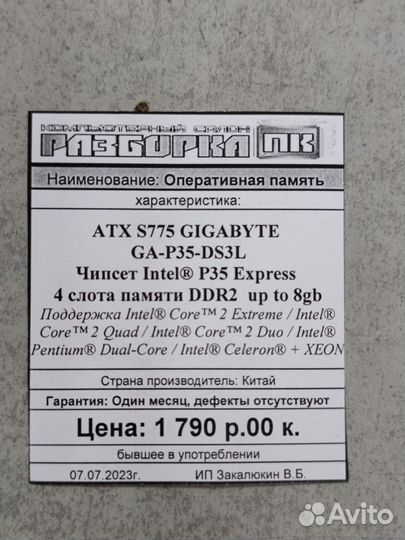 КОМПЬЮТЕРНЫЙ САЛОН
РАЗБОРКА ПК
Наименование: Оперативная память
характеристика:
ATX S775 GIGABYTE
GA-P35-DS3L
Чипсет Intel® P35 Express
4 слота памяти DDR2 up to 8gb
Поддержка Intel® Core™ 2 Extreme / Intel®
Core™ 2 Quad / Intel® Core™ 2 Duo / Intel®
Pentium® Dual-Core / Intel® Celeron® + XEON
Страна производитель: Китай
Гарантия: Один месяц, дефекты отсутствуют
Цена: 1 790 р.00 к.
бывшее в употреблении
07.07.2023г. ИП Закалюкин В.Б.
Avito